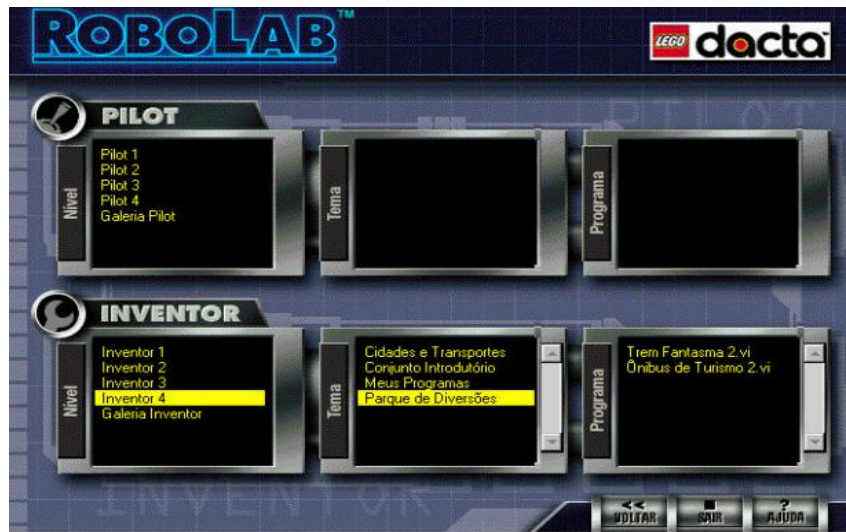 ROBOLAB™
LEGO dacta
PILOT
PILOT
Nível
Pilot 1
Pilot 2
Pilot 3
Pilot 4
Galeria Pilot
Tema
Programa
INVENTOR
Nível
Inventor 1
Inventor 2
Inventor 3
Inventor 4
Galeria Inventor
Tema
Cidades e Transportes
Conjunto Introdutório
Meus Programas
Parque de Diversões
Programa
Trem Fantasma 2.vi
Ônibus de Turismo 2.vi
INVENTOR
<< VOLTAR
SAIR
? AJUDA